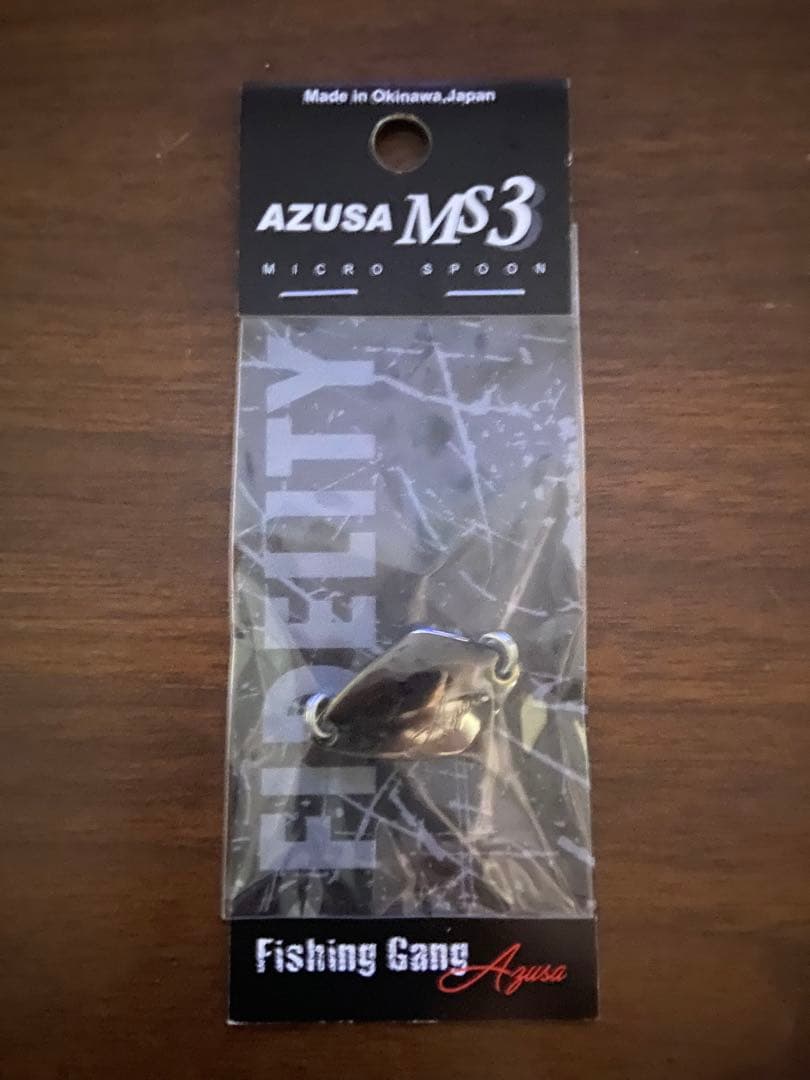 Made in Okinawa,Japan
AZUSA MS3
MICRO SPOON
FIDELITY
Fishing Gang Azusa